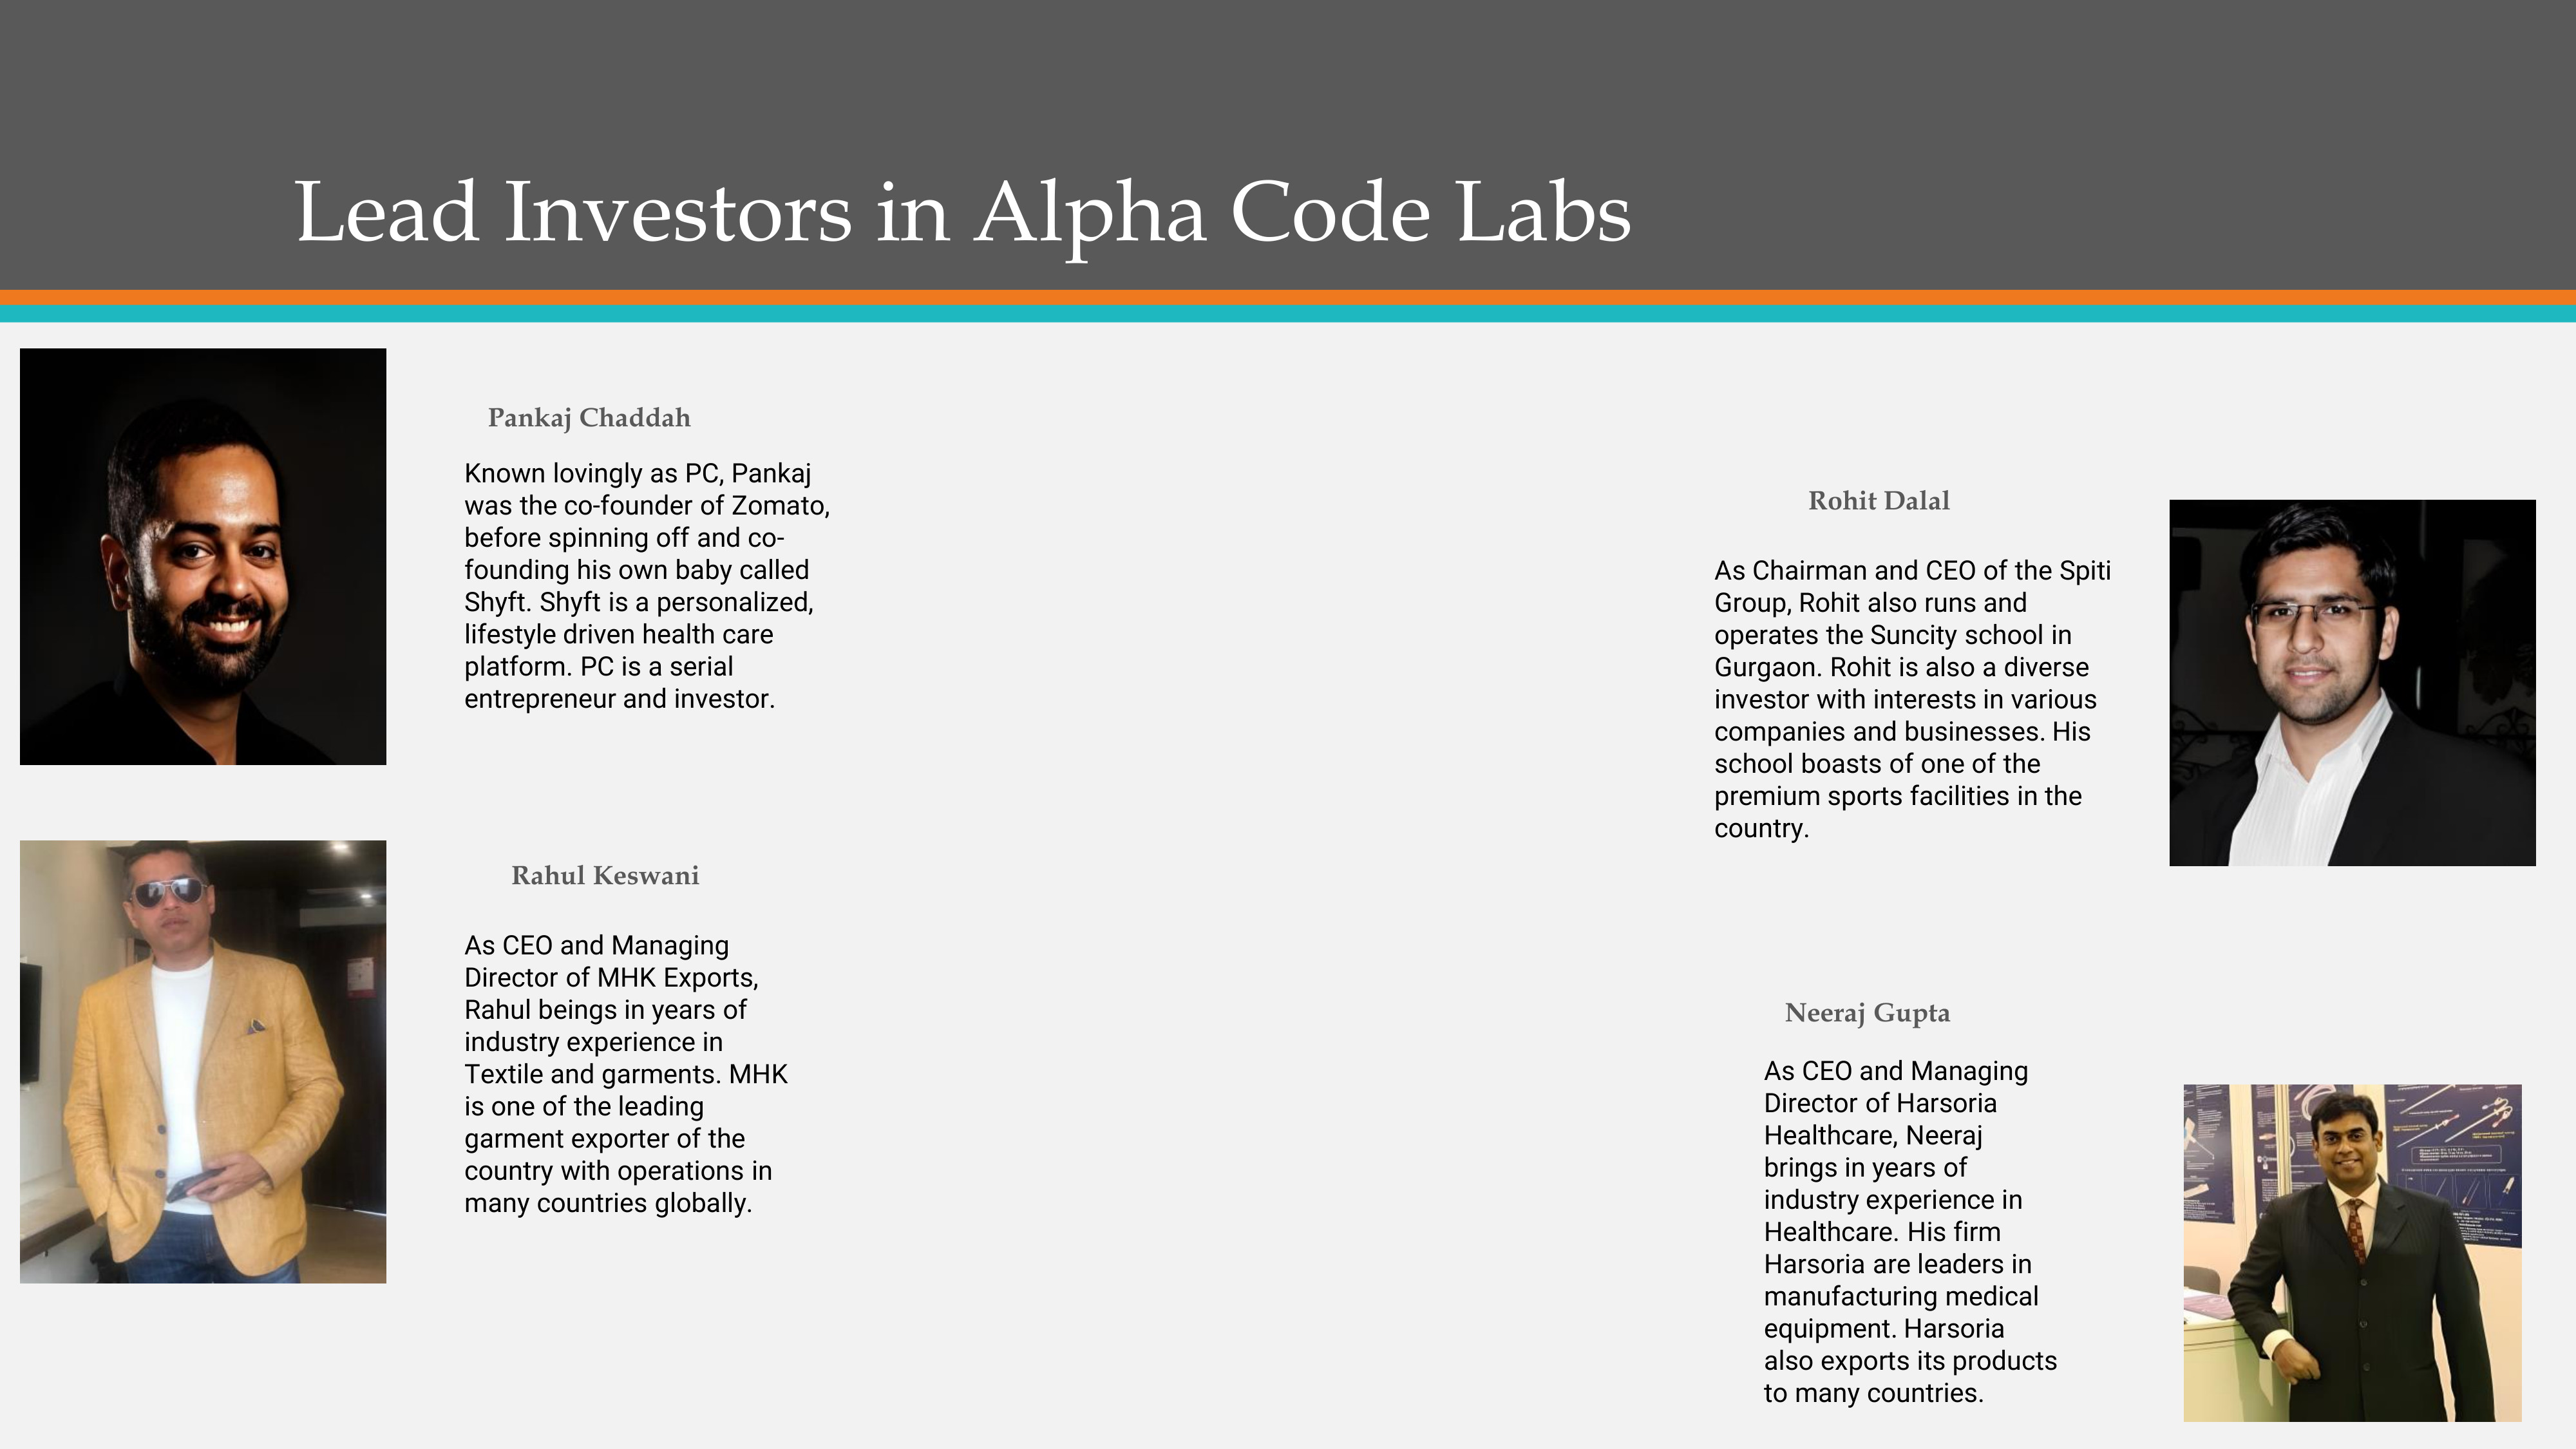 Lead Investors in Alpha Code Labs
Pankaj Chaddah
Known lovingly as PC, Pankaj
was the co-founder of Zomato,
before spinning off and co-
founding his own baby called
Shyft. Shyft is a personalized,
lifestyle driven health care
platform. PC is a serial
entrepreneur and investor.
Rahul Keswani
As CEO and Managing
Director of MHK Exports,
Rahul beings in years of
industry experience in
Textile and garments. MHK
is one of the leading
garment exporter of the
country with operations in
many countries globally.
Rohit Dalal
As Chairman and CEO of the Spiti
Group, Rohit also runs and
operates the Suncity school in
Gurgaon. Rohit is also a diverse
investor with interests in various
companies and businesses. His
school boasts of one of the
premium sports facilities in the
country.
Neeraj Gupta
As CEO and Managing
Director of Harsoria
Healthcare, Neeraj
brings in years of
industry experience in
Healthcare. His firm
Harsoria are leaders in
manufacturing medical
equipment. Harsoria
also exports its products
to many countries.